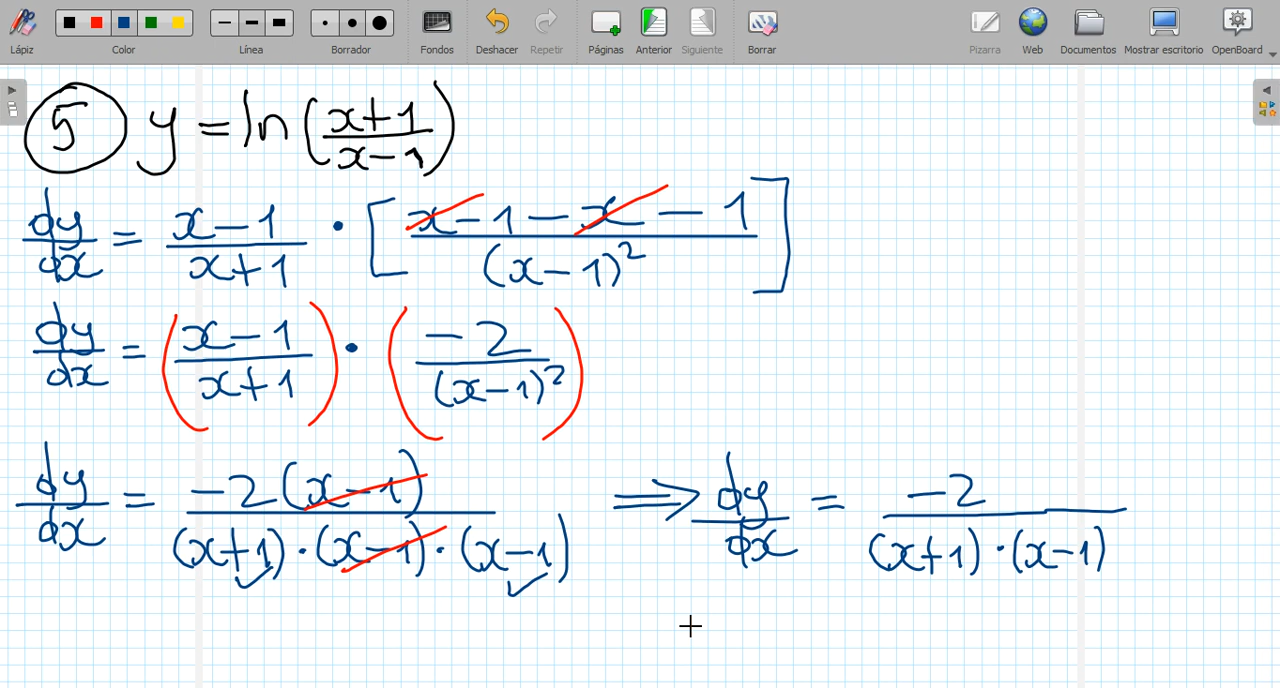 Lápiz Color Línea Borrador Fondos Deshacer Repetir Páginas Anterior Siguiente Borrar Pizarra Web Documentos Mostrar escritorio OpenBoard
5 y = ln((x+1)/(x-1))
dy/dx = (x-1)/(x+1) · [(x-1-x-1)/(x-1)²]
dy/dx = ((x-1)/(x+1)) · (-2/(x-1)²)
dy/dx = -2(x-1)/((x+1)·(x-1)·(x-1)) ⟹ dy/dx = -2/((x+1)·(x-1))